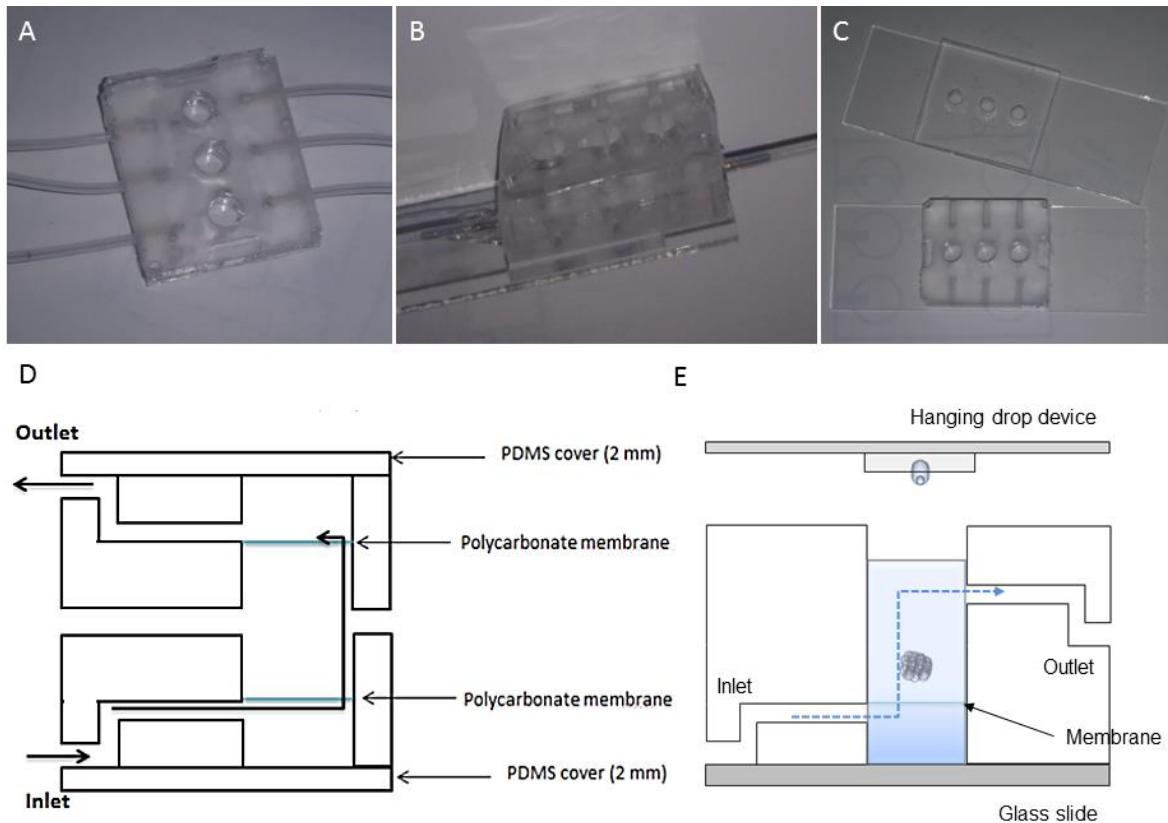 A
B
C
D
E
Outlet
PDMS cover (2 mm)
Polycarbonate membrane
Polycarbonate membrane
Inlet
PDMS cover (2 mm)
Hanging drop device
Inlet
Outlet
Membrane
Glass slide